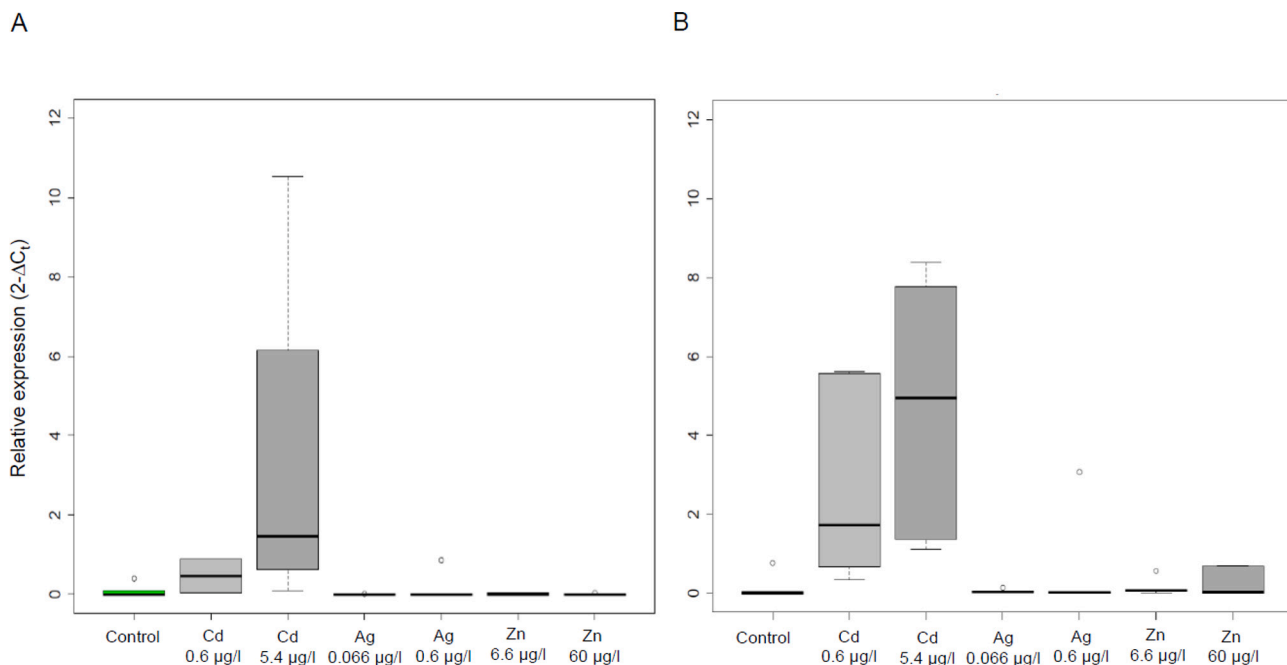 A
B
Relative expression (2-ΔCt)
12
10
8
6
4
2
0
Control
Cd
0.6 µg/l
Cd
5.4 µg/l
Ag
0.066 µg/l
Ag
0.6 µg/l
Zn
6.6 µg/l
Zn
60 µg/l
12
10
8
6
4
2
0
Control
Cd
0.6 µg/l
Cd
5.4 µg/l
Ag
0.066 µg/l
Ag
0.6 µg/l
Zn
6.6 µg/l
Zn
60 µg/l